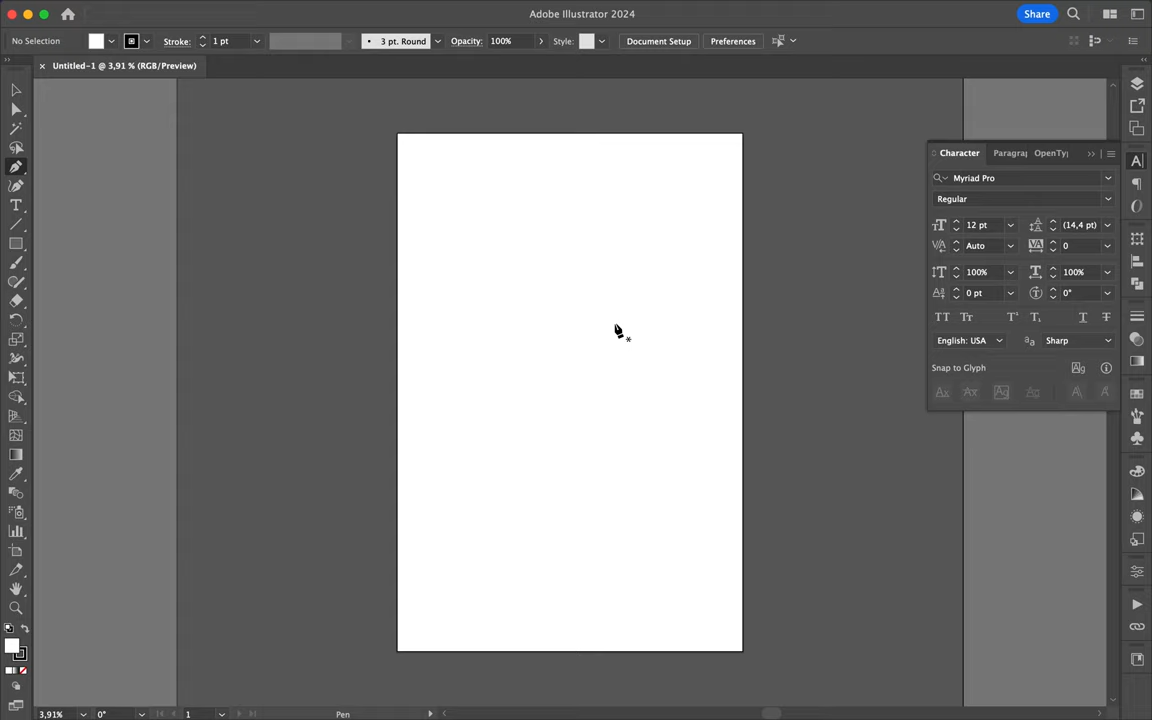 Adobe Illustrator 2024
Share
No Selection
Stroke:
1 pt
3 pt. Round
Opacity:
100%
Style:
Document Setup
Preferences
Untitled-1 @ 3,91 % (RGB/Preview)
Character
Paragra
OpenTy
Myriad Pro
Regular
12 pt
(14,4 pt)
Auto
0
100%
100%
0 pt
0°
English: USA
Sharp
Snap to Glyph
3,91%
0°
1
Pen